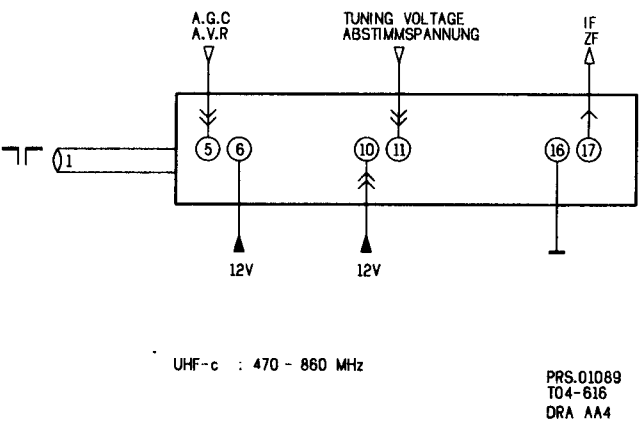 A.G.C
A.V.R
TUNING VOLTAGE
ABSTIMMSPANNUNG
IF
ZF
1
5
6
10
11
16
17
12V
12V
UHF-c : 470 - 860 MHz
PRS.01089
T04-616
DRA AA4